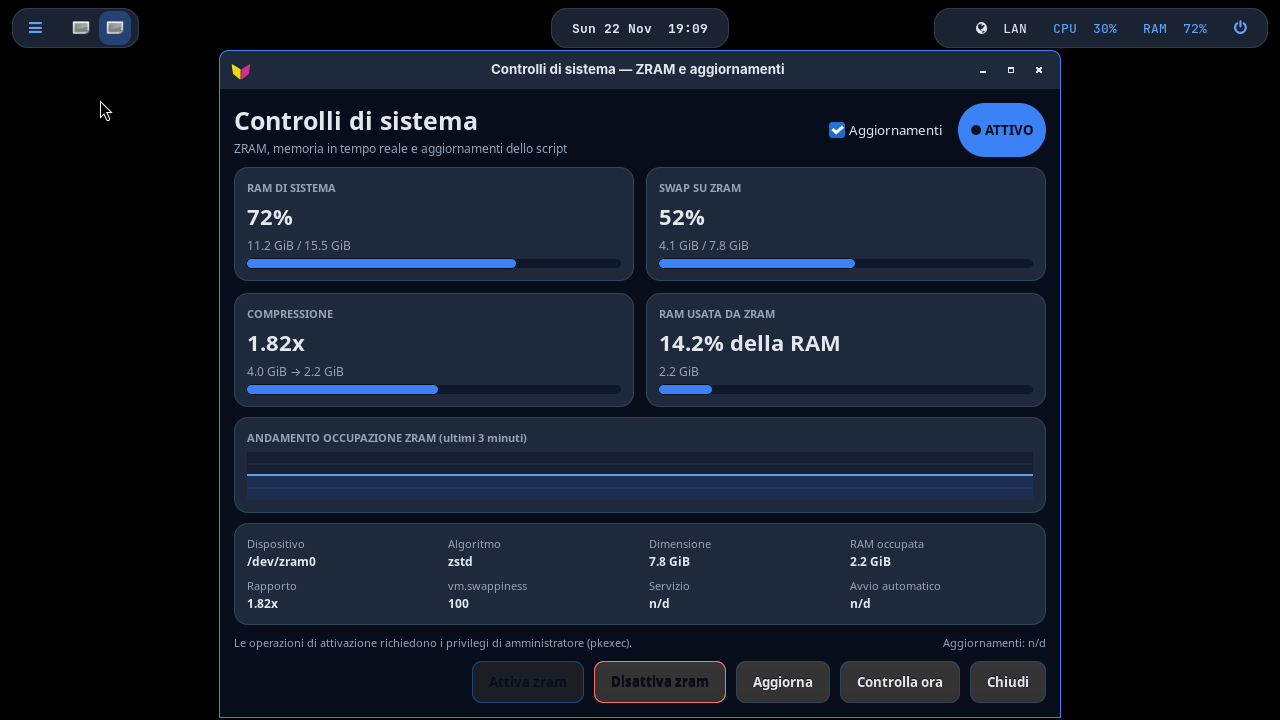 Sun 22 Nov 19:09
LAN CPU 30% RAM 72%
Controlli di sistema — ZRAM e aggiornamenti
Controlli di sistema
ZRAM, memoria in tempo reale e aggiornamenti dello script
Aggiornamenti
ATTIVO
RAM DI SISTEMA
72%
11.2 GiB / 15.5 GiB
SWAP SU ZRAM
52%
4.1 GiB / 7.8 GiB
COMPRESSIONE
1.82x
4.0 GiB → 2.2 GiB
RAM USATA DA ZRAM
14.2% della RAM
2.2 GiB
ANDAMENTO OCCUPAZIONE ZRAM (ultimi 3 minuti)
Dispositivo
/dev/zram0
Algoritmo
zstd
Dimensione
7.8 GiB
RAM occupata
2.2 GiB
Rapporto
1.82x
vm.swappiness
100
Servizio
n/d
Avvio automatico
n/d
Le operazioni di attivazione richiedono i privilegi di amministratore (pkexec).
Aggiornamenti: n/d
Attiva zram
Disattiva zram
Aggiorna
Controlla ora
Chiudi